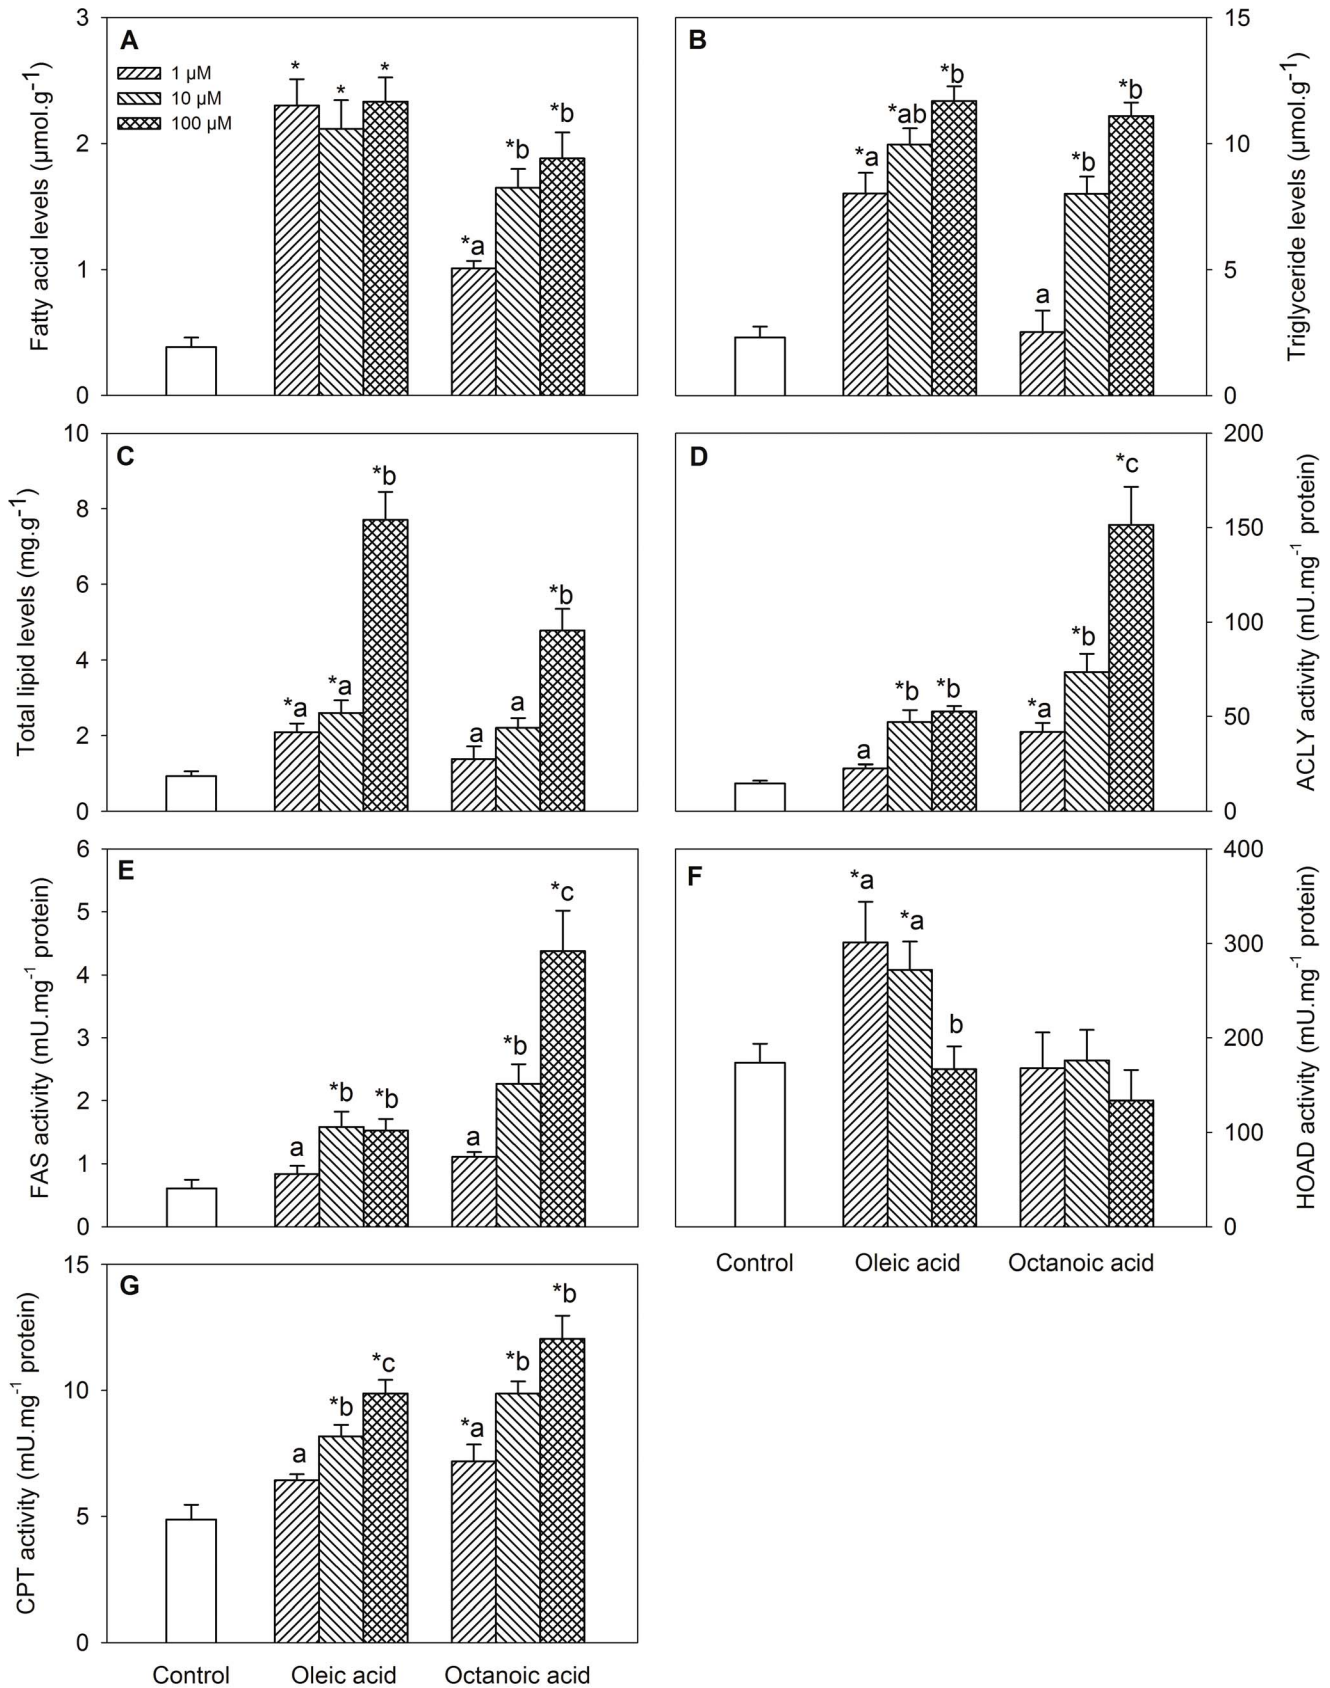 A
1 µM
10 µM
100 µM
Fatty acid levels (µmol.g-1)
3
2
1
0
*
*
*
*a
*b
*b
B
Triglyceride levels (µmol.g-1)
15
10
5
0
*a
*ab
*b
a
*b
*b
C
Total lipid levels (mg.g-1)
10
8
6
4
2
0
*a
*a
*b
a
a
*b
D
ACLY activity (mU.mg-1 protein)
200
150
100
50
0
a
*b
*b
*a
*b
*c
E
FAS activity (mU.mg-1 protein)
6
5
4
3
2
1
0
a
*b
*b
a
*b
*c
F
HOAD activity (mU.mg-1 protein)
400
300
200
100
0
*a
*a
b
Control
Oleic acid
Octanoic acid
G
CPT activity (mU.mg-1 protein)
15
10
5
0
a
*b
*c
*a
*b
*b
Control
Oleic acid
Octanoic acid